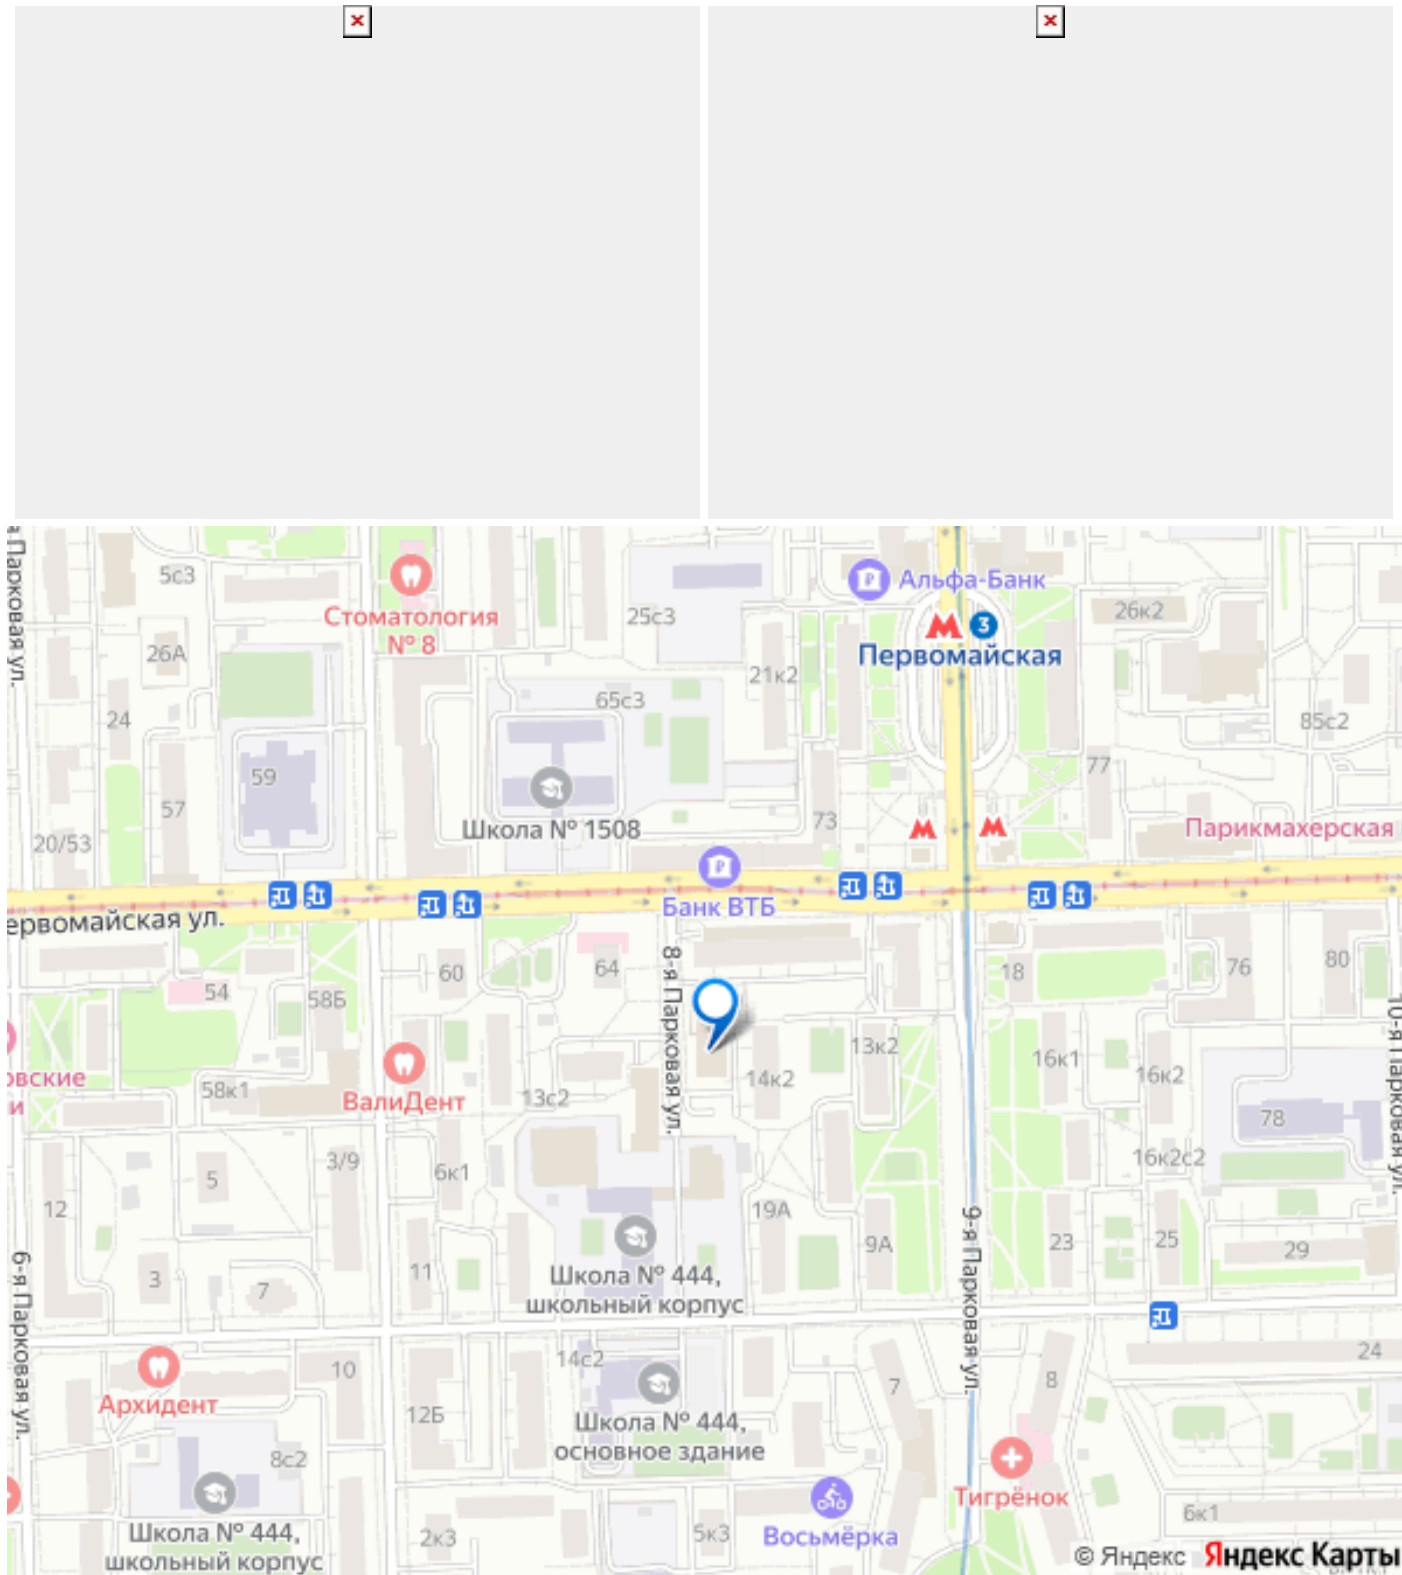 я Парковая ул.
5с3
Стоматология
№ 8
25с3
Альфа-Банк
3
Первомайская
26к2
26А
21к2
24
65с3
85с2
59
77
57
20/53
Школа № 1508
73
Парикмахерская
Банк ВТБ
ервомайская ул.
60
64
8-я Парковая ул.
18
76
80
54
58Б
10-я Парковая ул.
овские
и
58к1
ВалиДент
13с2
14к2
13к2
16к1
16к2
78
3/9
5
6к1
16к2с2
12
19А
9А
9-я Парковая ул.
23
25
29
6-я Парковая ул.
3
7
11
Школа № 444,
школьный корпус
14с2
24
Архидент
10
12Б
Школа № 444,
основное здание
7
8
8с2
Тигрёнок
Школа № 444,
школьный корпус
2к3
5к3
Восьмёрка
6к1
© Яндекс Яндекс Карты